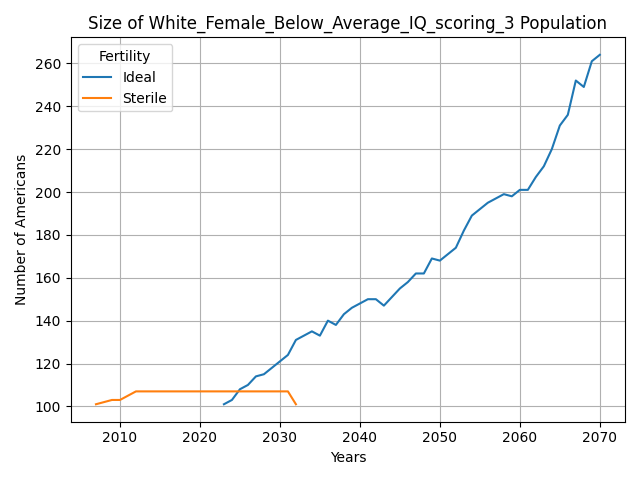 Size of White_Female_Below_Average_IQ_scoring_3 Population
Fertility
Ideal
Sterile
Number of Americans
260
240
220
200
180
160
140
120
100
2010
2020
2030
2040
2050
2060
2070
Years